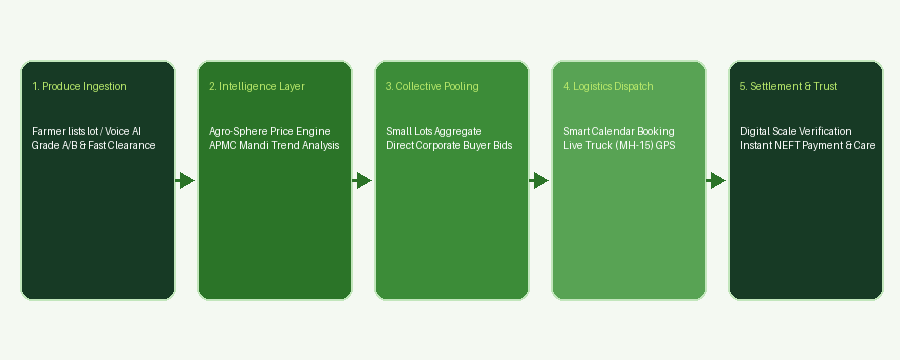 1. Produce Ingestion
Farmer lists lot / Voice AI
Grade A/B & Fast Clearance
2. Intelligence Layer
Agro-Sphere Price Engine
APMC Mandi Trend Analysis
3. Collective Pooling
Small Lots Aggregate
Direct Corporate Buyer Bids
4. Logistics Dispatch
Smart Calendar Booking
Live Truck (MH-15) GPS
5. Settlement & Trust
Digital Scale Verification
Instant NEFT Payment & Care